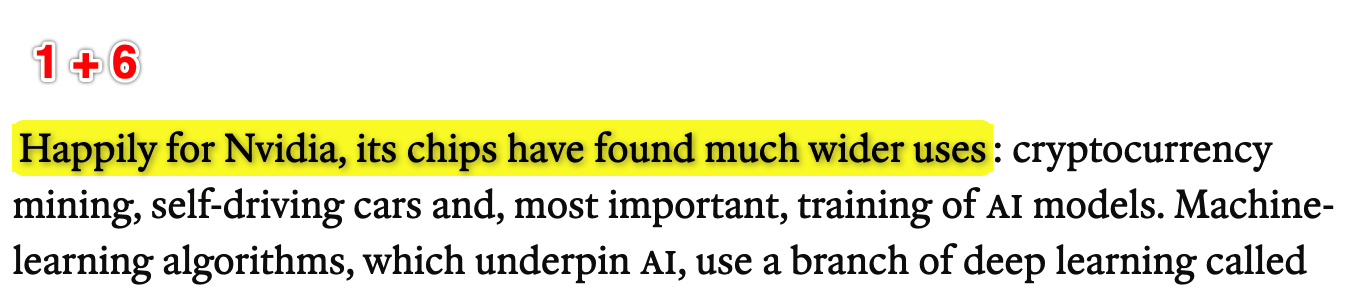 1 + 6
Happily for Nvidia, its chips have found much wider uses : cryptocurrency
mining, self-driving cars and, most important, training of AI models. Machine-
learning algorithms, which underpin AI, use a branch of deep learning called